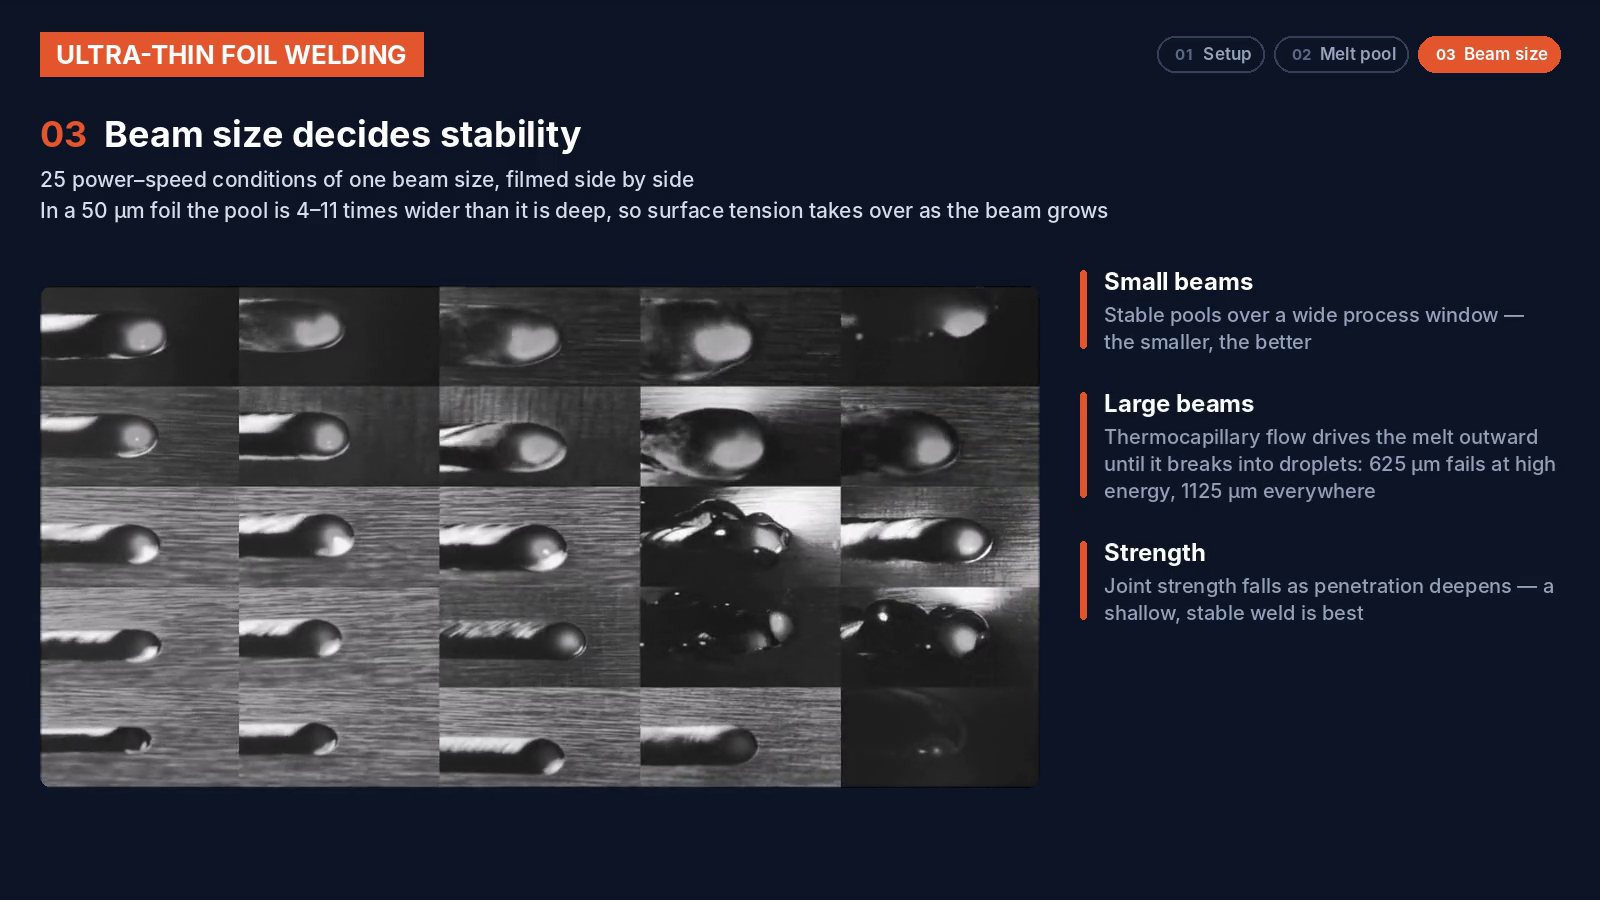 ULTRA-THIN FOIL WELDING
01 Setup
02 Melt pool
03 Beam size
03 Beam size decides stability
25 power–speed conditions of one beam size, filmed side by side
In a 50 µm foil the pool is 4–11 times wider than it is deep, so surface tension takes over as the beam grows
Small beams
Stable pools over a wide process window —
the smaller, the better
Large beams
Thermocapillary flow drives the melt outward
until it breaks into droplets: 625 µm fails at high
energy, 1125 µm everywhere
Strength
Joint strength falls as penetration deepens — a
shallow, stable weld is best